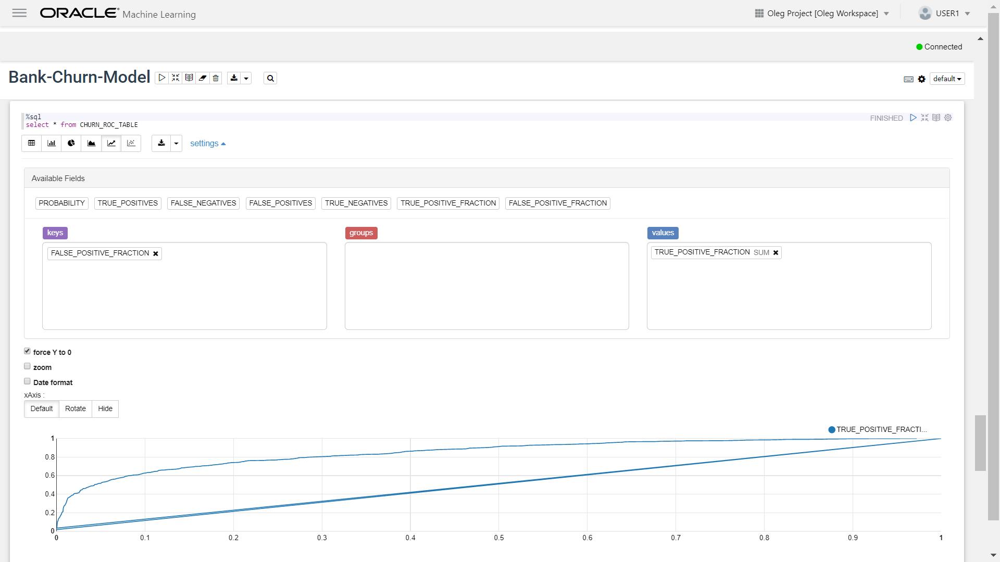 ORACLE® Machine Learning
Oleg Project [Oleg Workspace]
USER1
Connected
Bank-Churn-Model
default
%sql
select * from CHURN_ROC_TABLE
FINISHED
settings
Available Fields
PROBABILITY TRUE_POSITIVES FALSE_NEGATIVES FALSE_POSITIVES TRUE_NEGATIVES TRUE_POSITIVE_FRACTION FALSE_POSITIVE_FRACTION
keys groups values
FALSE_POSITIVE_FRACTION
TRUE_POSITIVE_FRACTION SUM
force Y to 0
zoom
Date format
xAxis :
Default Rotate Hide
TRUE_POSITIVE_FRACTI...
1
0.8
0.6
0.4
0.2
0
0 0.1 0.2 0.3 0.4 0.5 0.6 0.7 0.8 0.9 1